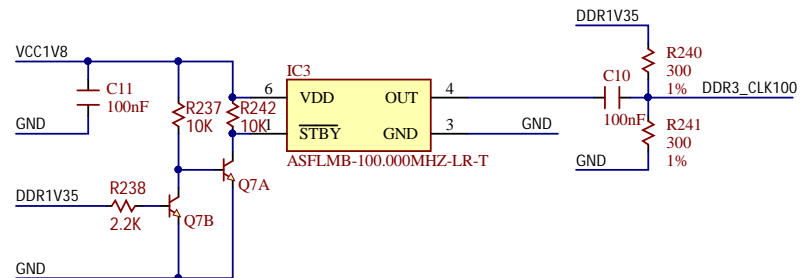 DDR1V35
VCC1V8
R240
300
1%
C11
100nF
R237
10K
R242
10K
IC3
6
VDD
OUT
4
1
STBY
GND
3
GND
ASFLMB-100.000MHZ-LR-T
C10
100nF
DDR3_CLK100
GND
R241
300
1%
GND
DDR1V35
R238
2.2K
Q7B
Q7A
GND